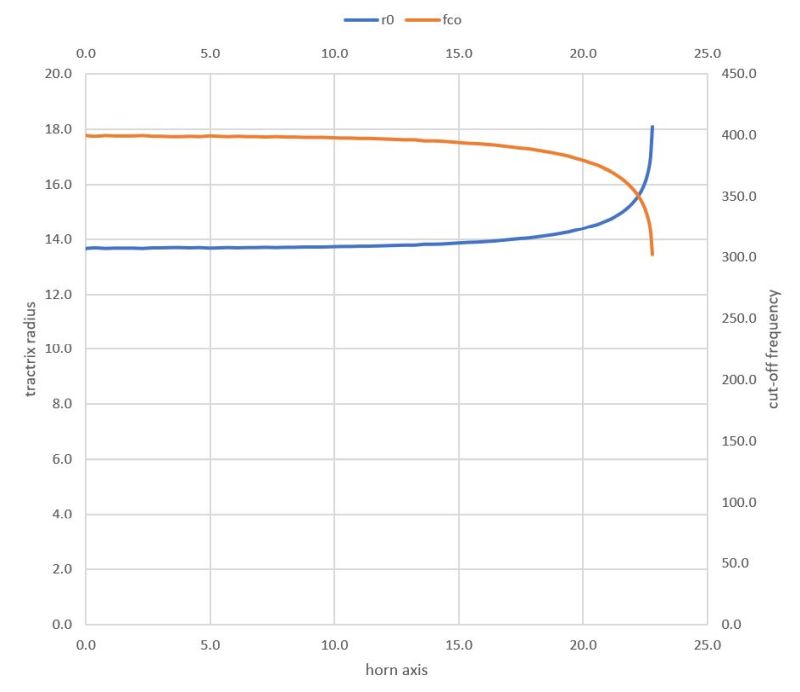 r0 fco
0.0 5.0 10.0 15.0 20.0 25.0
20.0 450.0
18.0 400.0
16.0 350.0
14.0 300.0
12.0 250.0
10.0 200.0
8.0 150.0
6.0 100.0
4.0 50.0
2.0 0.0
0.0
tractrix radius
cut-off frequency
0.0 5.0 10.0 15.0 20.0 25.0
horn axis